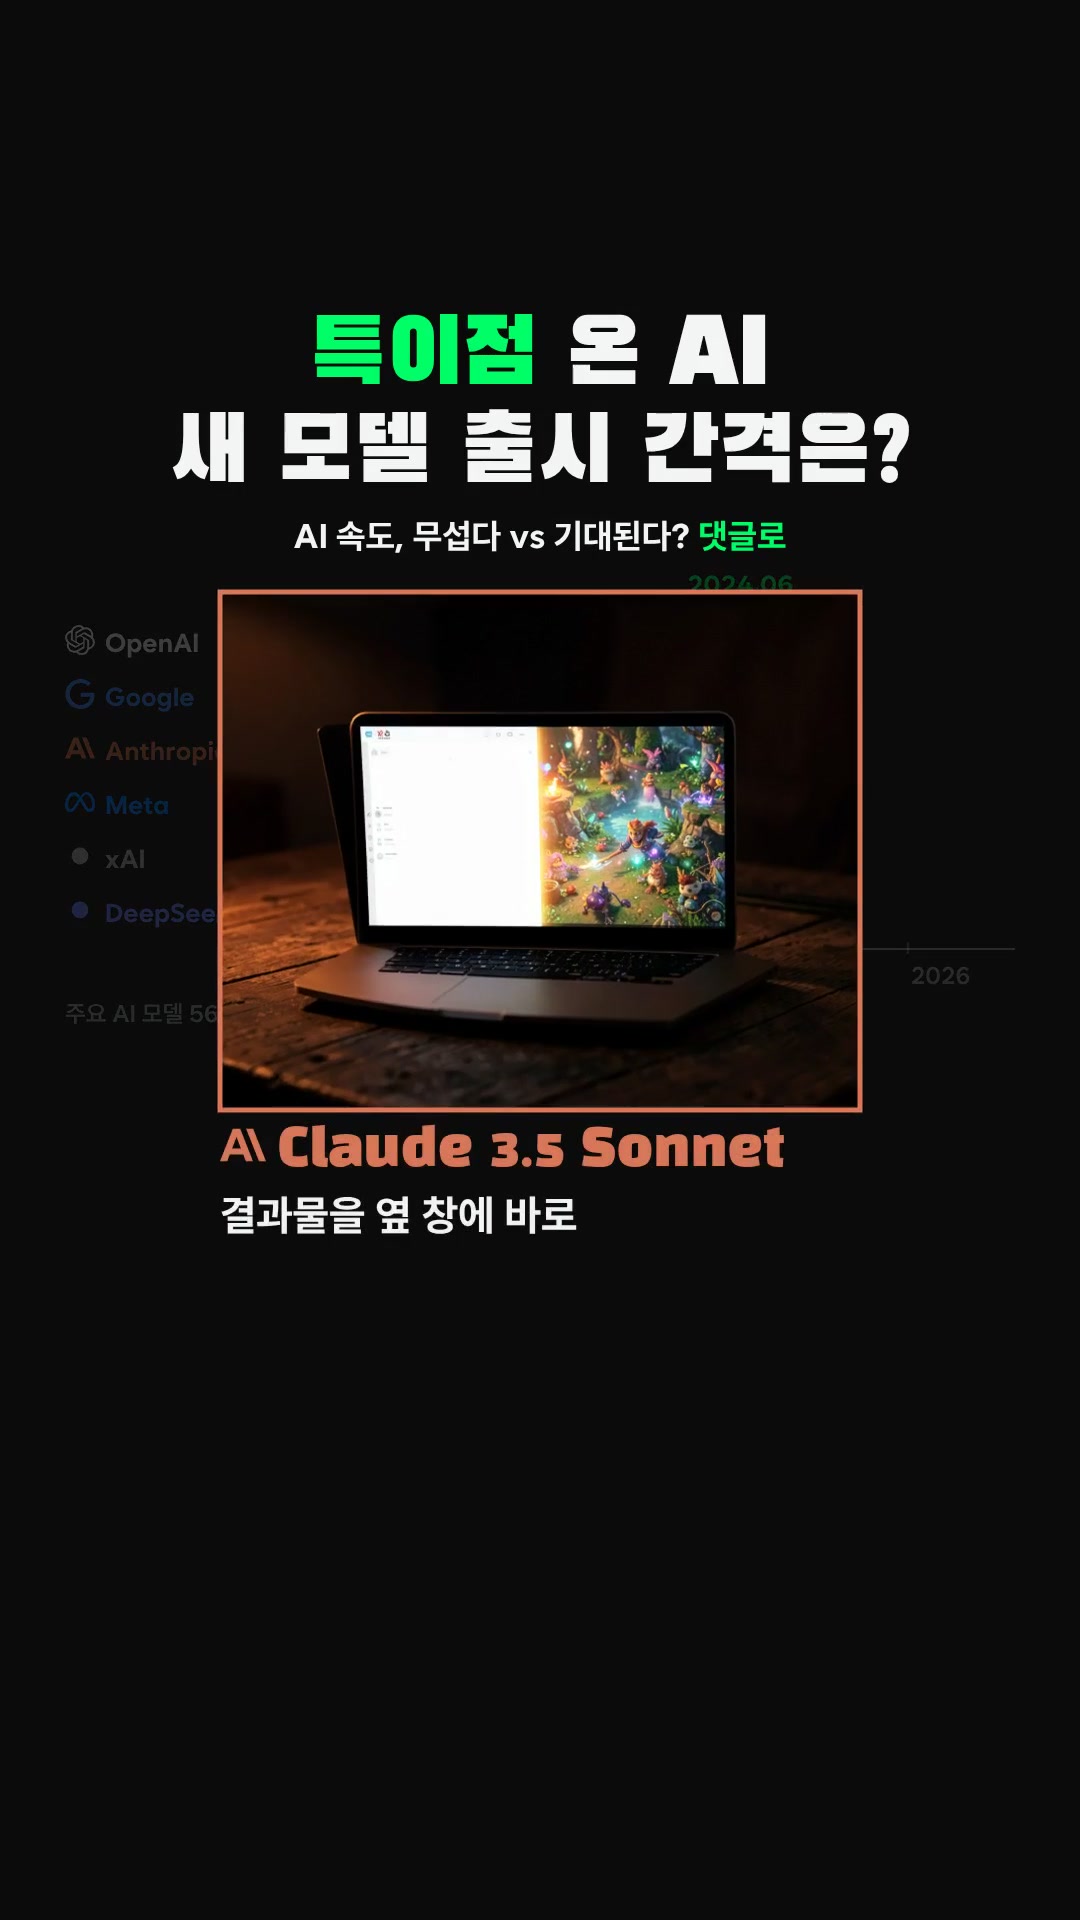 특이점 온 AI
새 모델 출시 간격은?
AI 속도, 무섭다 vs 기대된다? 댓글로
2024.06
OpenAI
Google
Anthropic
Meta
xAI
DeepSee
2026
주요 AI 모델 56
Claude 3.5 Sonnet
결과물을 옆 창에 바로